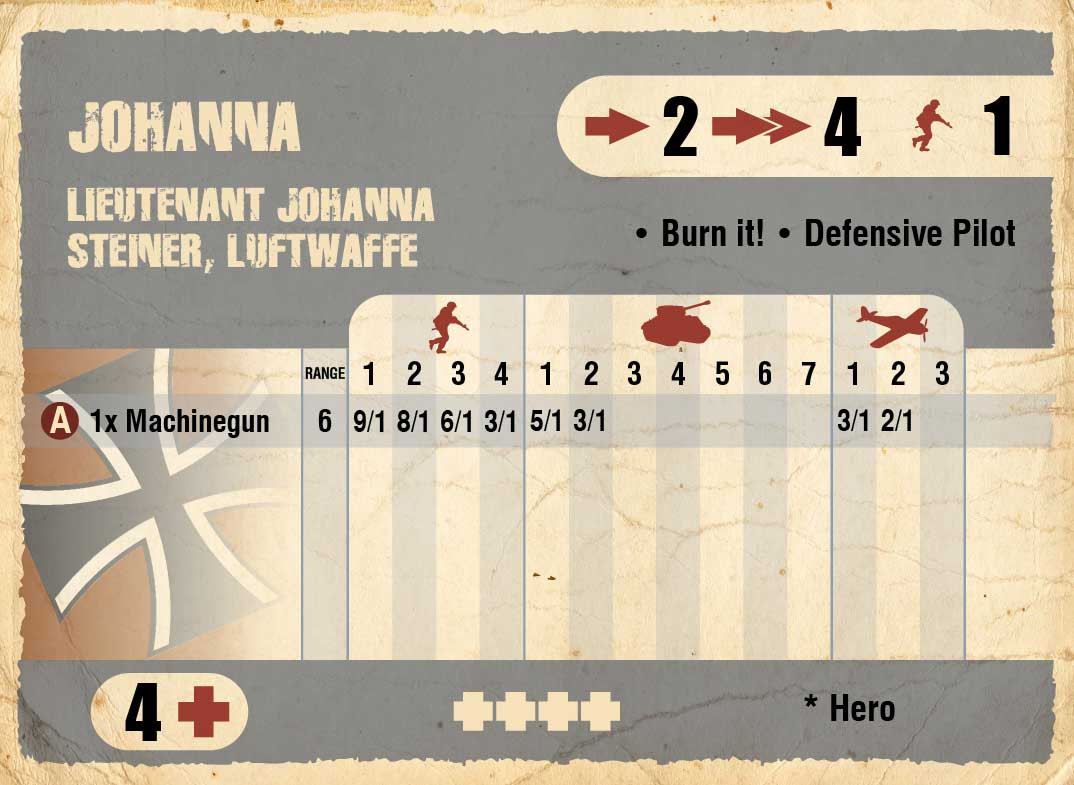 JOHANNA
2 4 1
LIEUTENANT JOHANNA
STEINER, LUFTWAFFE
• Burn it! • Defensive Pilot
RANGE 1 2 3 4 1 2 3 4 5 6 7 1 2 3
A 1x Machinegun 6 9/1 8/1 6/1 3/1 5/1 3/1 3/1 2/1
4
* Hero